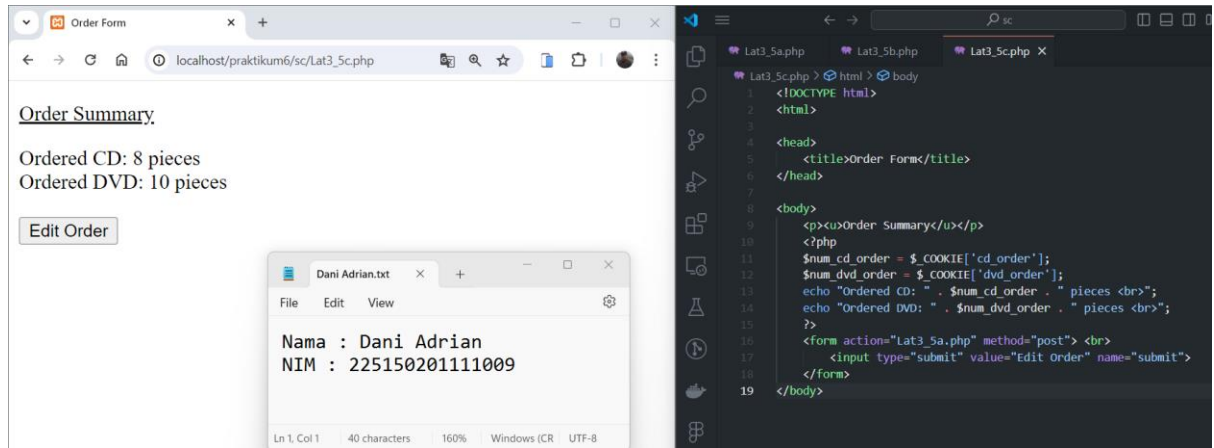 Order Form
localhost/praktikum6/sc/Lat3_5c.php
Order Summary
Ordered CD: 8 pieces
Ordered DVD: 10 pieces
Edit Order
Dani Adrian.txt
File Edit View
Nama : Dani Adrian
NIM : 225150201111009
Ln 1, Col 1 40 characters 160% Windows (CR UTF-8
sc
Lat3_5a.php Lat3_5b.php Lat3_5c.php
Lat3_5c.php > html > body
1 <!DOCTYPE html>
2 <html>
3
4 <head>
5 <title>Order Form</title>
6 </head>
7
8 <body>
9 <p><u>Order Summary</u></p>
10 <?php
11 $num_cd_order = $_COOKIE['cd_order'];
12 $num_dvd_order = $_COOKIE['dvd_order'];
13 echo "Ordered CD: " . $num_cd_order . " pieces <br>";
14 echo "Ordered DVD: " . $num_dvd_order . " pieces <br>";
15 ?>
16 <form action="Lat3_5a.php" method="post"> <br>
17 <input type="submit" value="Edit Order" name="submit">
18 </form>
19 </body>